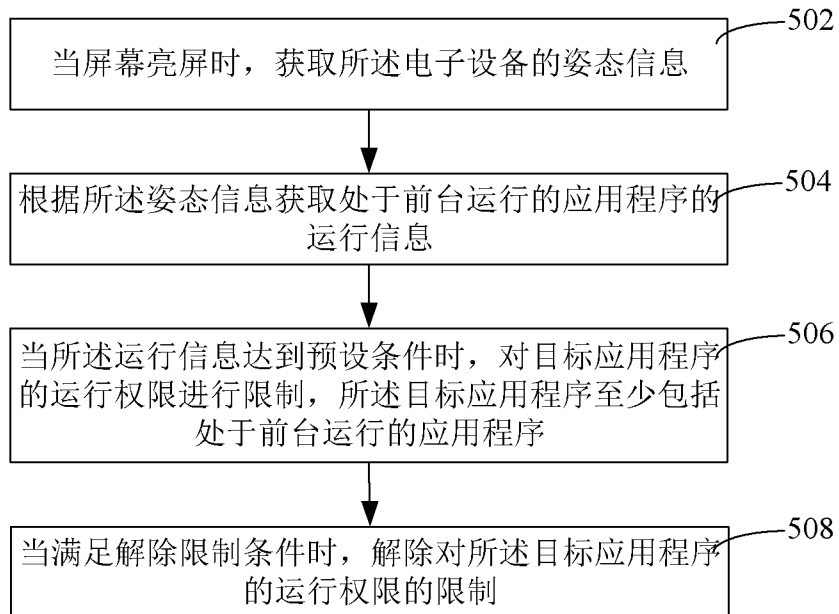 当屏幕亮屏时，获取所述电子设备的姿态信息
502
根据所述姿态信息获取处于前台运行的应用程序的
运行信息
504
当所述运行信息达到预设条件时，对目标应用程序
的运行权限进行限制，所述目标应用程序至少包括
处于前台运行的应用程序
506
当满足解除限制条件时，解除对所述目标应用程序
的运行权限的限制
508